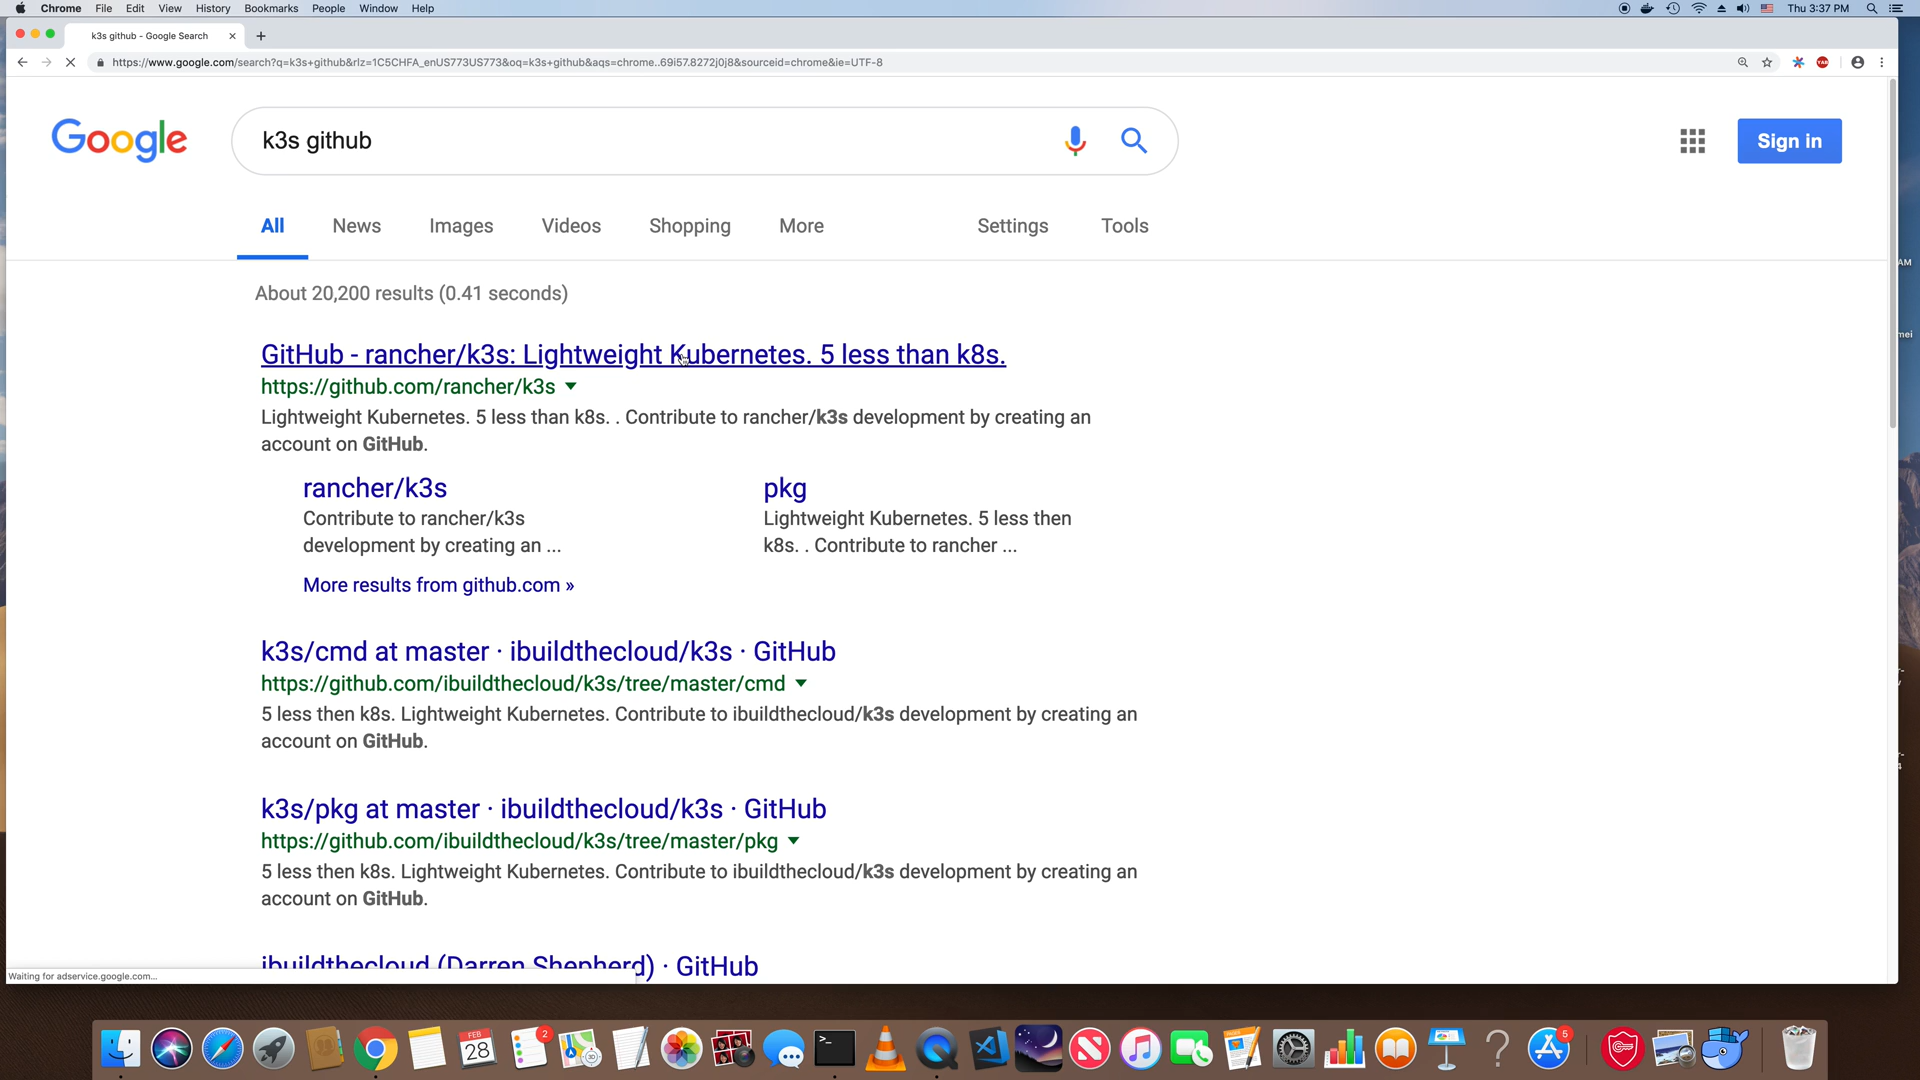 Chrome File Edit View History Bookmarks People Window Help
Thu 3:37 PM
k3s github - Google Search
https://www.google.com/search?q=k3s+github&rlz=1C5CHFA_enUS773US773&oq=k3s+github&aqs=chrome..69i57.8272j0j8&sourceid=chrome&ie=UTF-8
Google
k3s github
Sign in
All News Images Videos Shopping More Settings Tools
AM
About 20,200 results (0.41 seconds)
mei
GitHub - rancher/k3s: Lightweight Kubernetes. 5 less than k8s.
https://github.com/rancher/k3s
Lightweight Kubernetes. 5 less than k8s. . Contribute to rancher/k3s development by creating an
account on GitHub.
rancher/k3s
Contribute to rancher/k3s
development by creating an ...
pkg
Lightweight Kubernetes. 5 less then
k8s. . Contribute to rancher ...
More results from github.com »
k3s/cmd at master · ibuildthecloud/k3s · GitHub
https://github.com/ibuildthecloud/k3s/tree/master/cmd
5 less then k8s. Lightweight Kubernetes. Contribute to ibuildthecloud/k3s development by creating an
account on GitHub.
k3s/pkg at master · ibuildthecloud/k3s · GitHub
https://github.com/ibuildthecloud/k3s/tree/master/pkg
5 less then k8s. Lightweight Kubernetes. Contribute to ibuildthecloud/k3s development by creating an
account on GitHub.
ibuildthecloud (Darren Shepherd) · GitHub
Waiting for adservice.google.com...
FEB
28
2
5